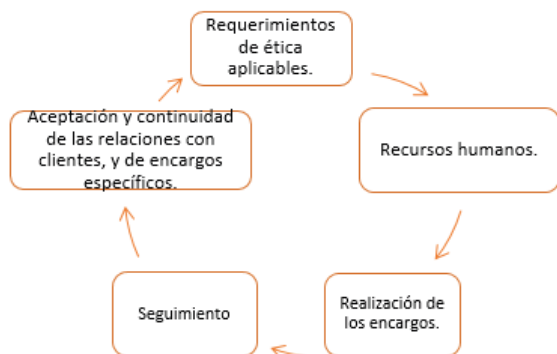 Requerimientos
de ética
aplicables.
Recursos humanos.
Realización de
los encargos.
Seguimiento
Aceptación y continuidad
de las relaciones con
clientes, y de encargos
específicos.